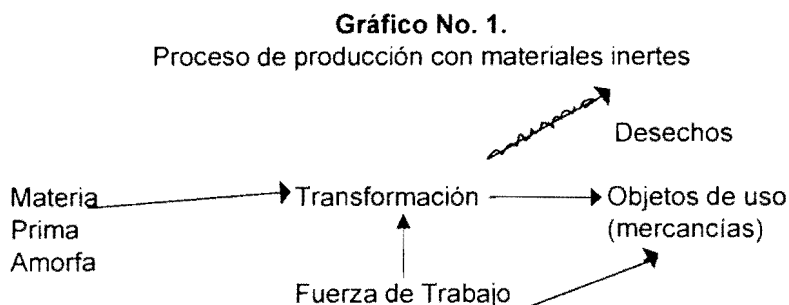 Gráfico No. 1.
Proceso de producción con materiales inertes
Desechos
Materia
Prima
Amorfa
Transformación
Objetos de uso
(mercancías)
Fuerza de Trabajo